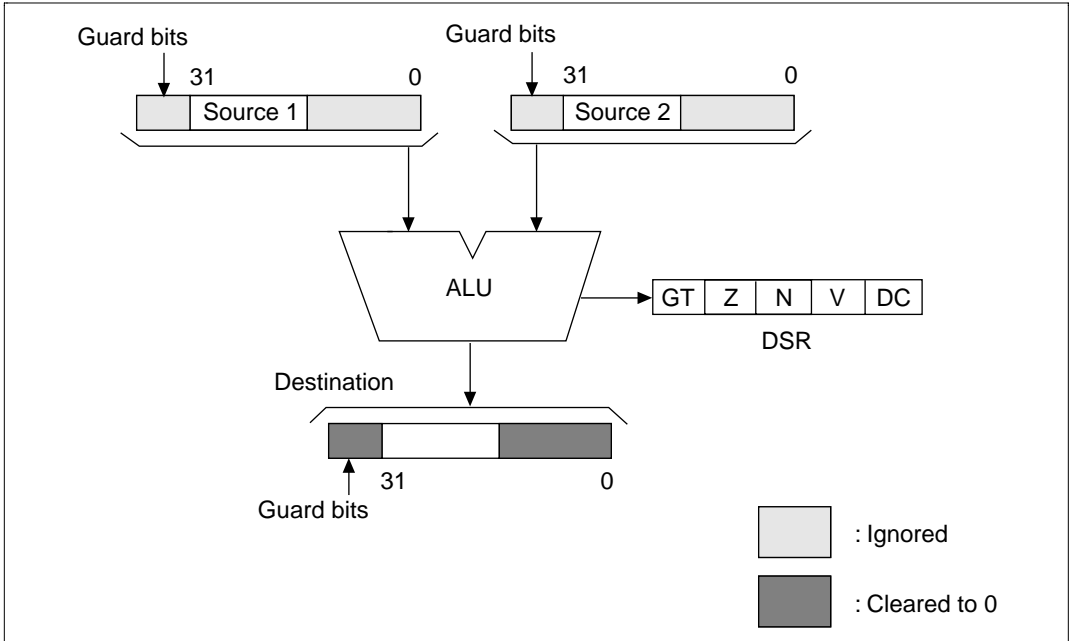 Guard bits
Guard bits
31
0
31
0
Source 1
Source 2
ALU
GT Z N V DC
DSR
Destination
31
0
Guard bits
: Ignored
: Cleared to 0